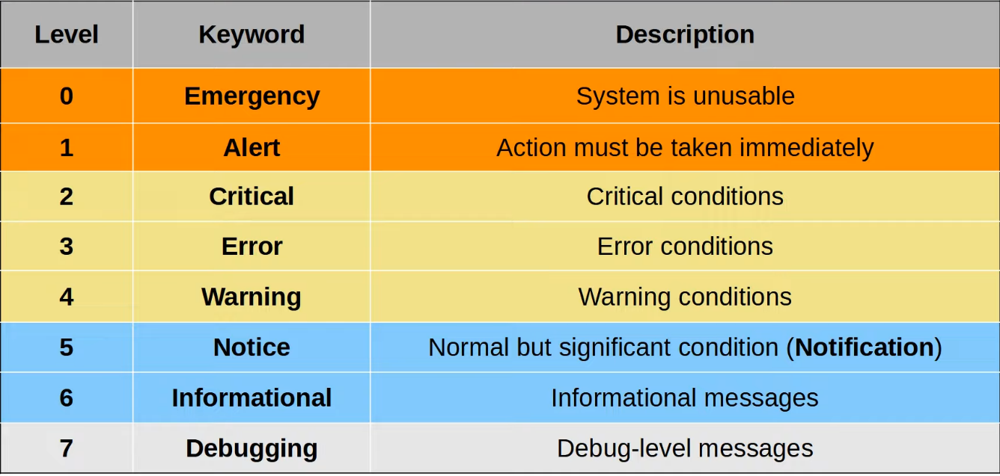 Level Keyword Description
0 Emergency System is unusable
1 Alert Action must be taken immediately
2 Critical Critical conditions
3 Error Error conditions
4 Warning Warning conditions
5 Notice Normal but significant condition (Notification)
6 Informational Informational messages
7 Debugging Debug-level messages